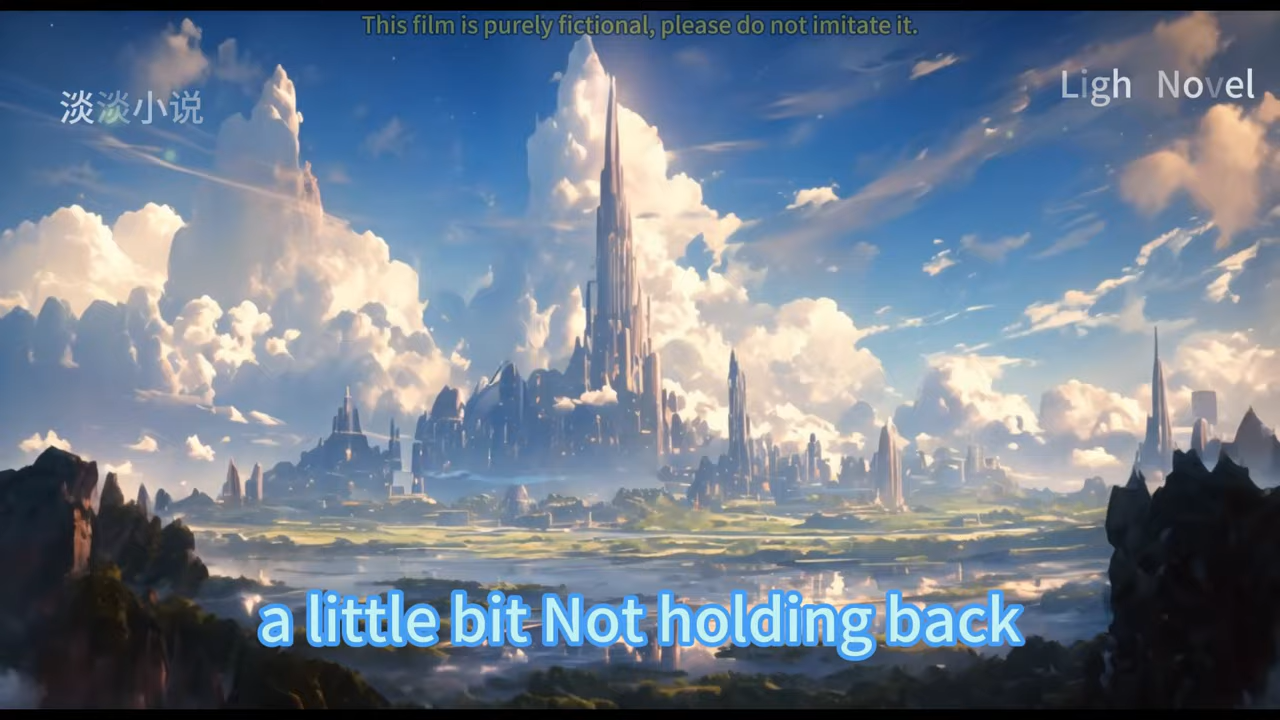 This film is purely fictional, please do not imitate it.
淡淡小说
Ligh Novel
a little bit Not holding back